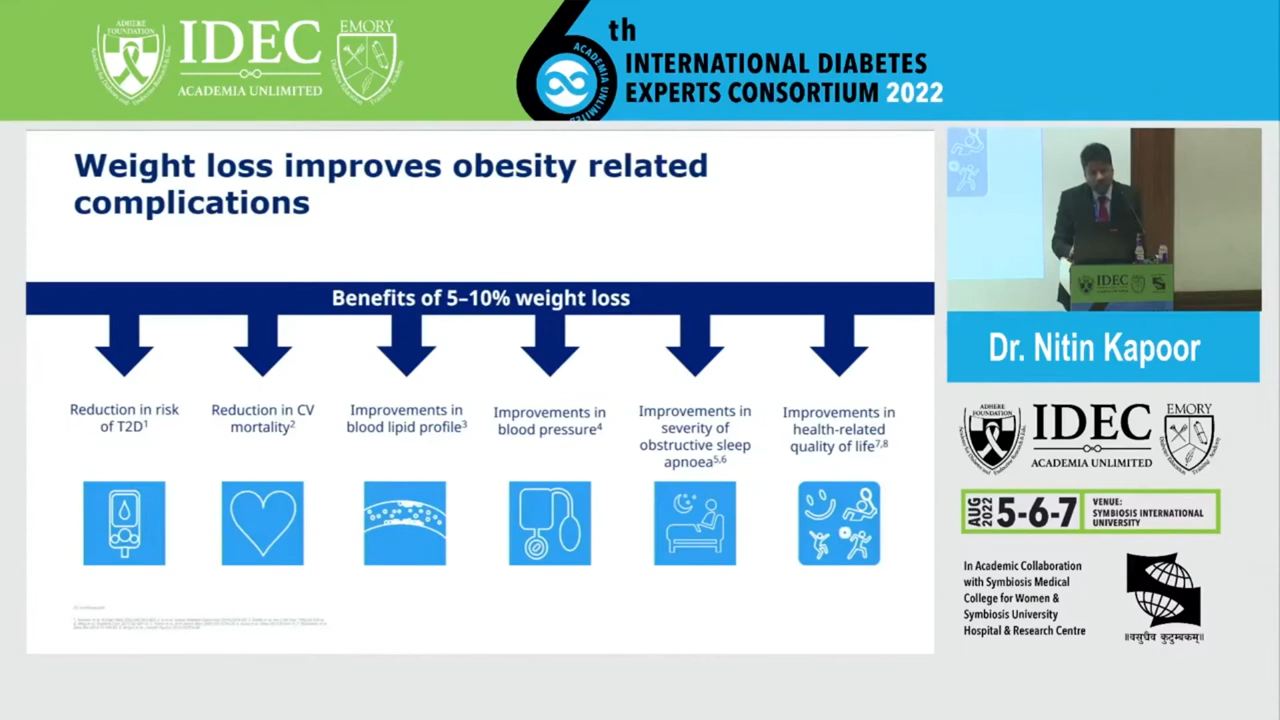 ADHERE
FOUNDATION
IDEC
ACADEMIA UNLIMITED
EMORY
6th
ACADEMIA UNLIMITED
INTERNATIONAL DIABETES
EXPERTS CONSORTIUM 2022
Weight loss improves obesity related
complications
Benefits of 5–10% weight loss
Reduction in risk
of T2D1
Reduction in CV
mortality2
Improvements in
blood lipid profile3
Improvements in
blood pressure4
Improvements in
severity of
obstructive sleep
apnoea5,6
Improvements in
health-related
quality of life7,8
IDEC
Dr. Nitin Kapoor
ADHERE
FOUNDATION
IDEC
ACADEMIA UNLIMITED
EMORY
AUG
2022
5-6-7
VENUE:
SYMBIOSIS INTERNATIONAL
UNIVERSITY
In Academic Collaboration
with Symbiosis Medical
College for Women &
Symbiosis University
Hospital & Research Centre
॥वसुधैव कुटुम्बकम्॥